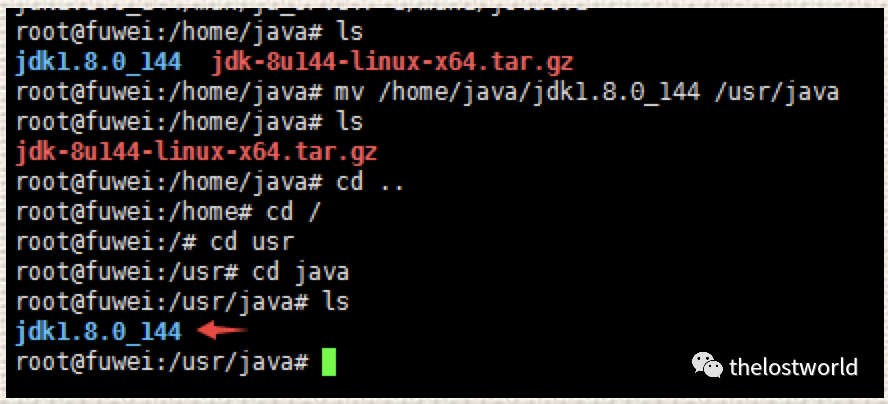 root@fuwei:/home/java# ls
jdk1.8.0_144  jdk-8u144-linux-x64.tar.gz
root@fuwei:/home/java# mv /home/java/jdk1.8.0_144 /usr/java
root@fuwei:/home/java# ls
jdk-8u144-linux-x64.tar.gz
root@fuwei:/home/java# cd ..
root@fuwei:/home# cd /
root@fuwei:/# cd usr
root@fuwei:/usr# cd java
root@fuwei:/usr/java# ls
jdk1.8.0_144
root@fuwei:/usr/java#
thelostworld